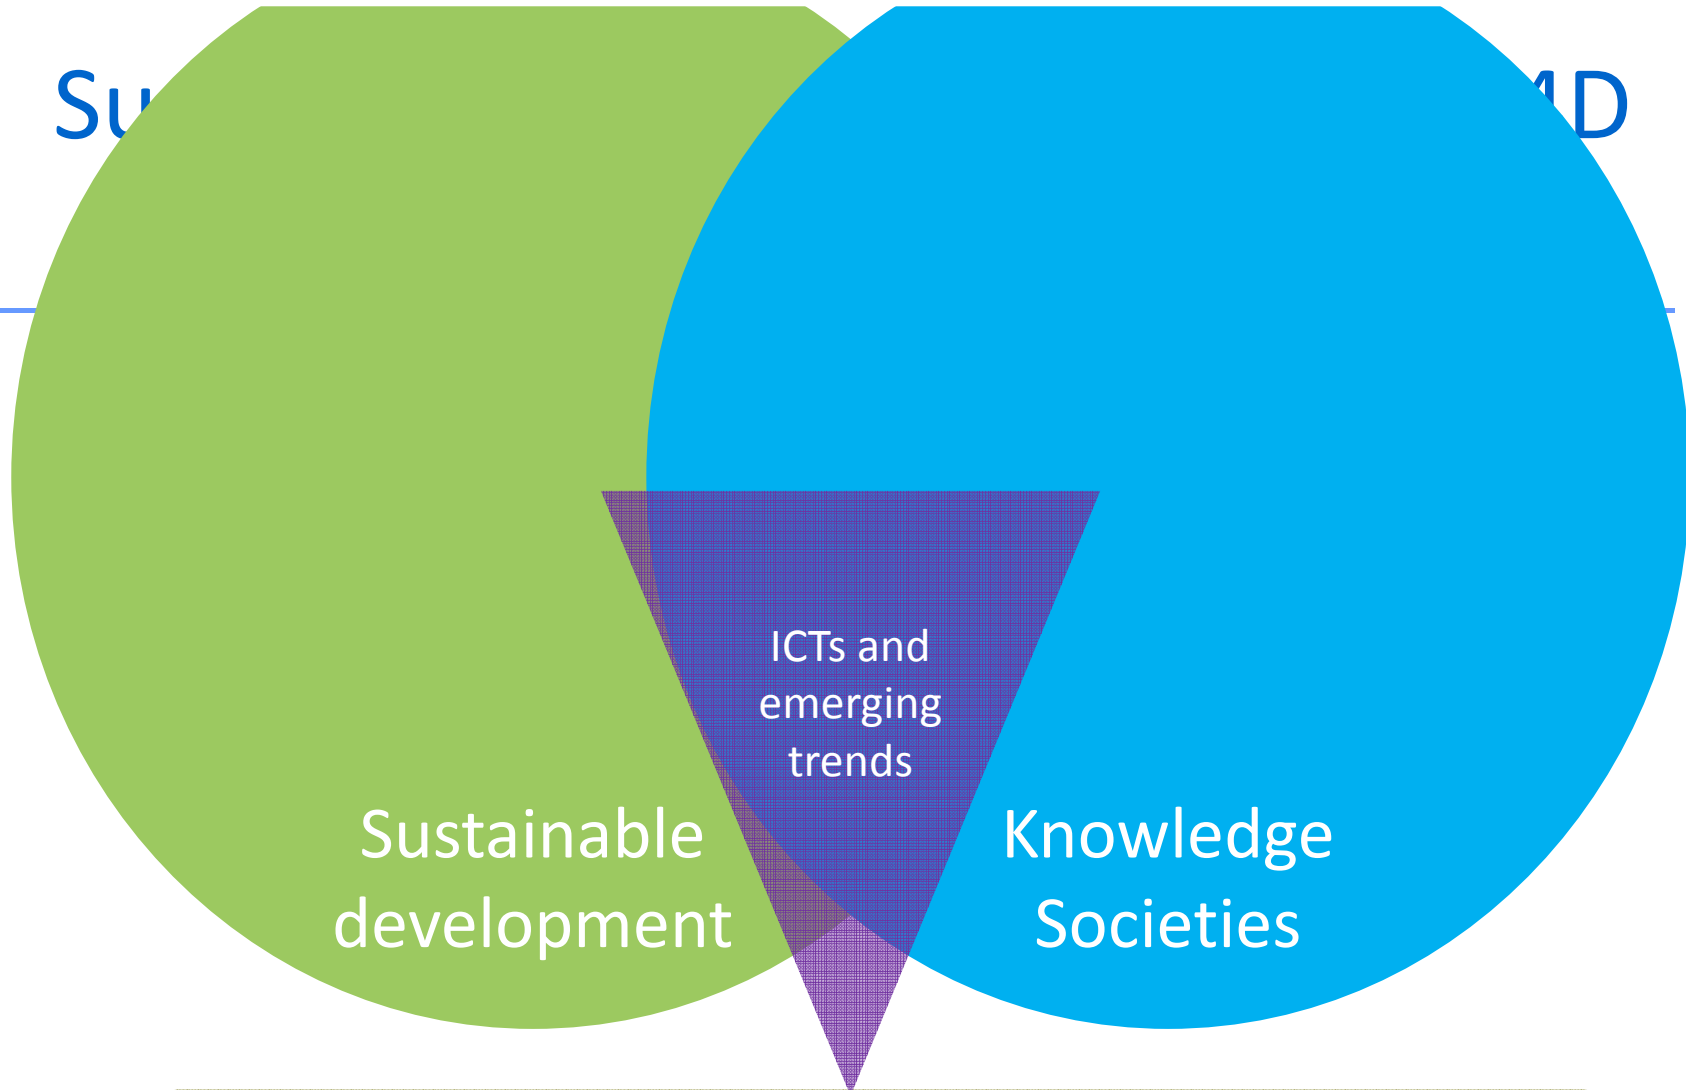 ICTs and
emerging
trends
Sustainable
development
Knowledge
Societies